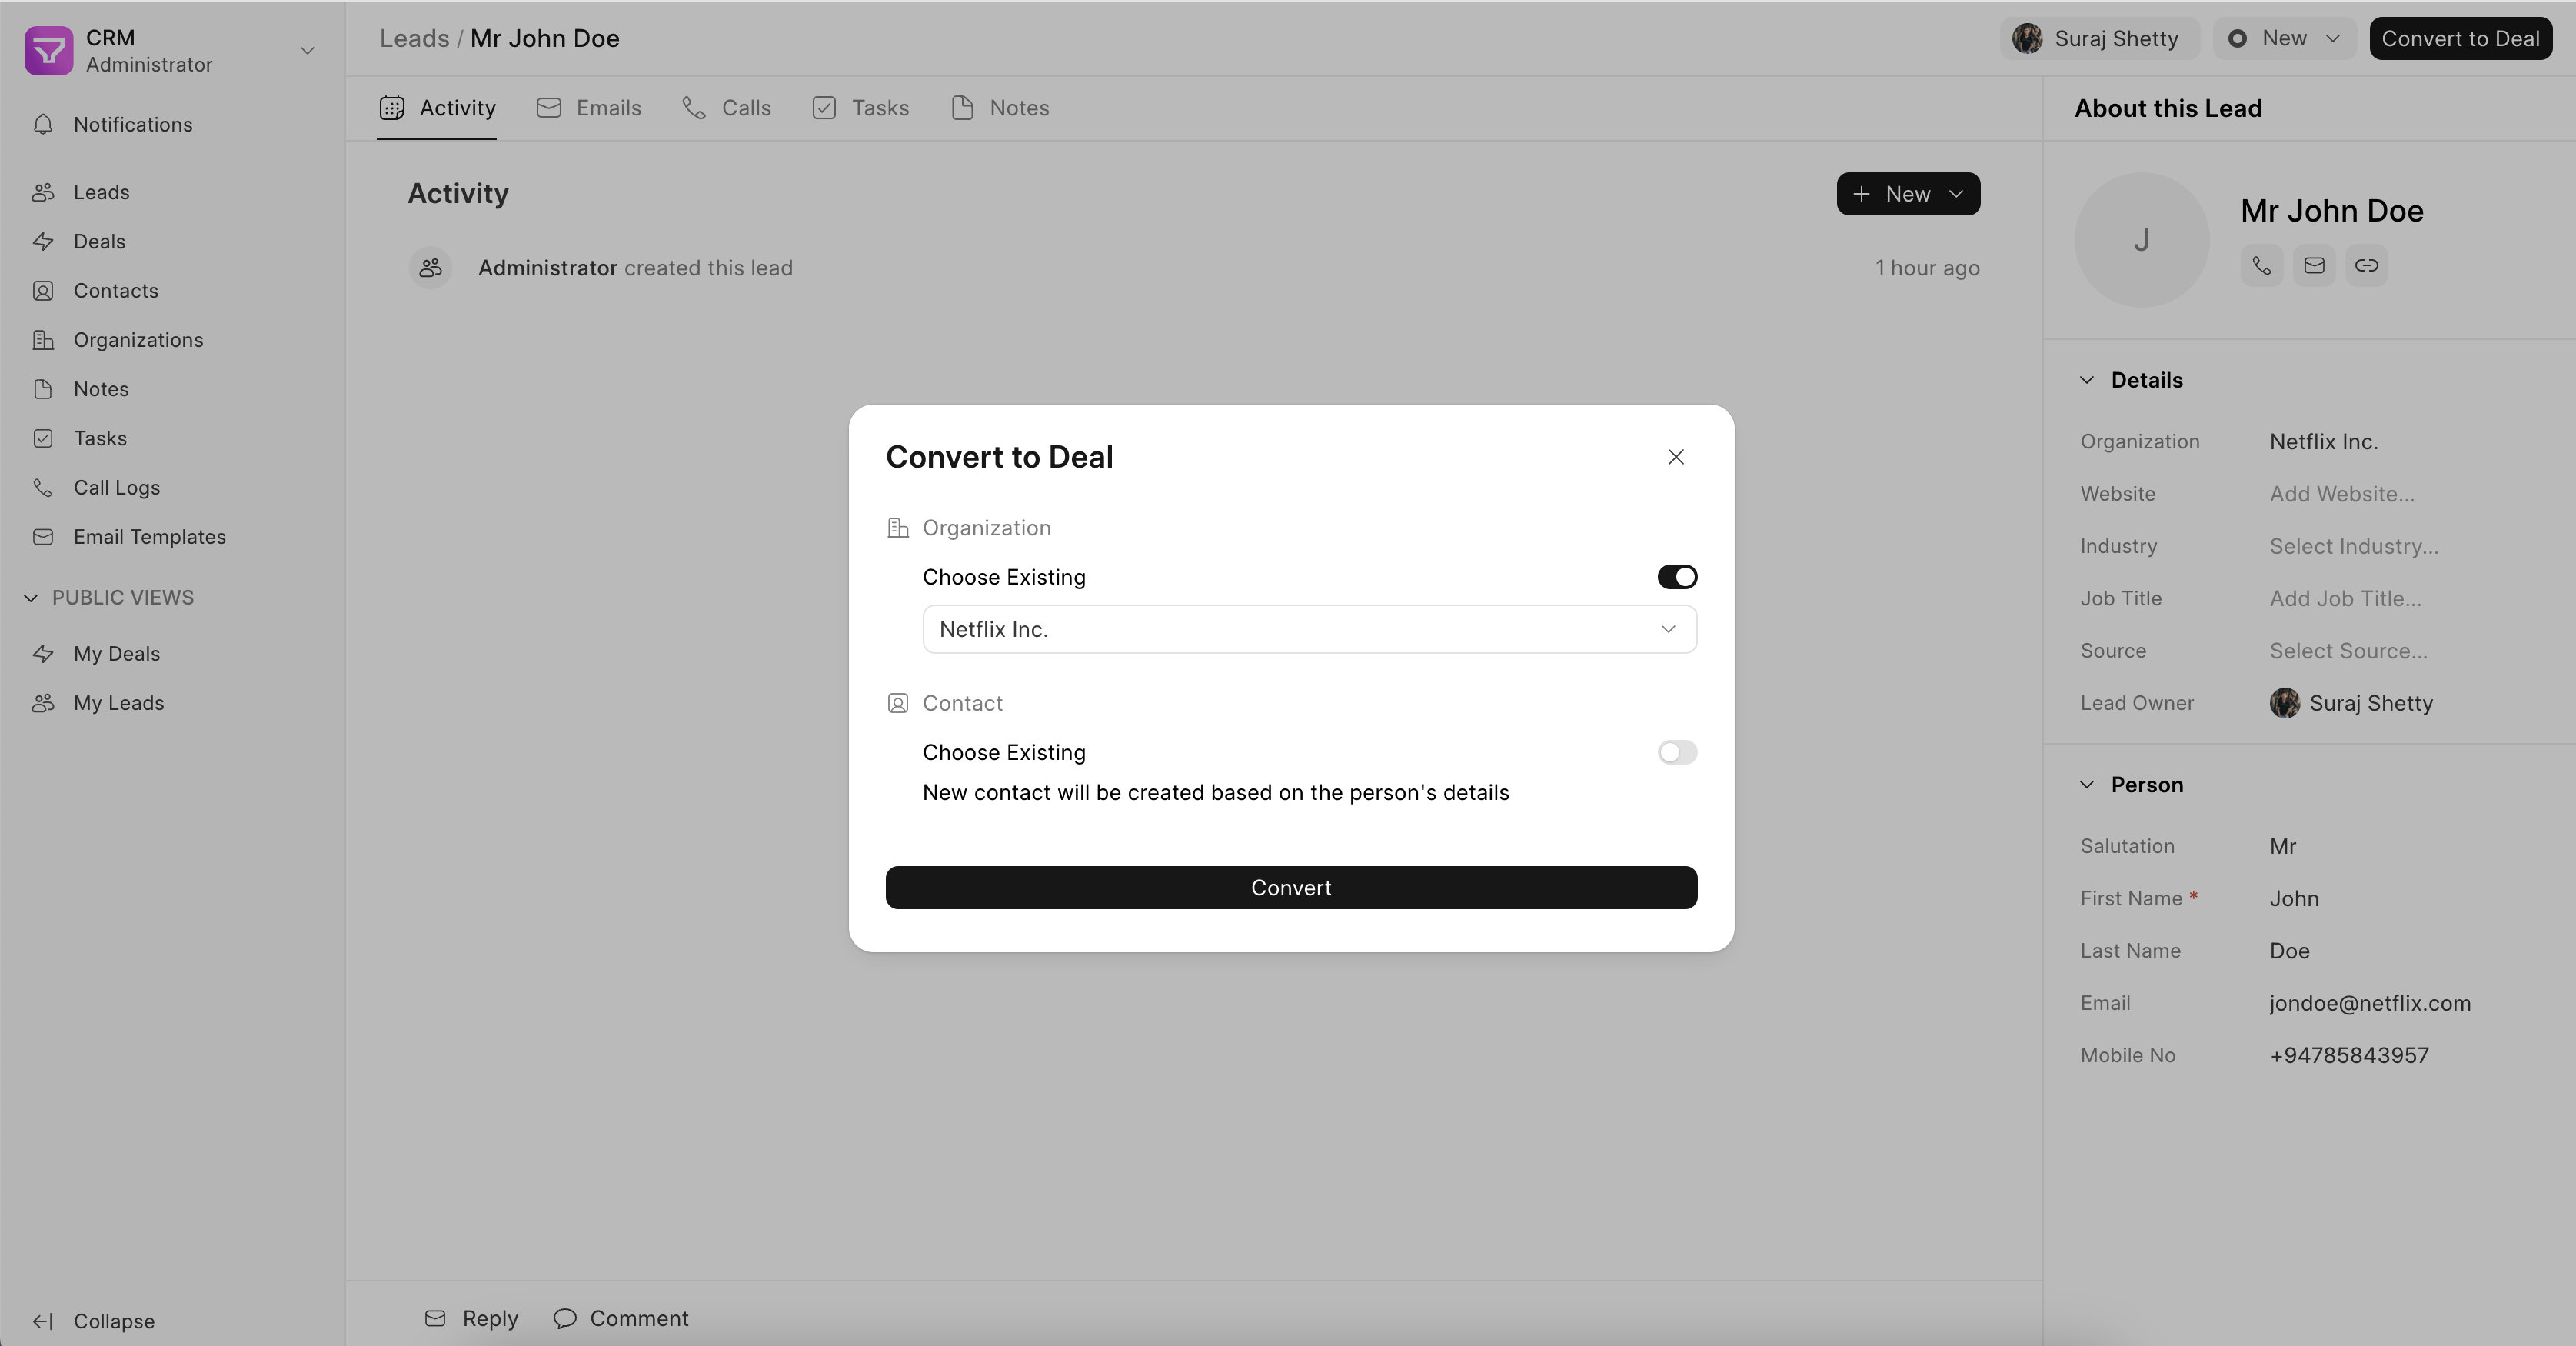 CRM
Administrator
Notifications
Leads
Deals
Contacts
Organizations
Notes
Tasks
Call Logs
Email Templates
PUBLIC VIEWS
My Deals
My Leads
Collapse
Leads / Mr John Doe
Suraj Shetty
New
Convert to Deal
Activity
Emails
Calls
Tasks
Notes
Activity
New
Administrator created this lead
1 hour ago
Convert to Deal
Organization
Choose Existing
Netflix Inc.
Contact
Choose Existing
New contact will be created based on the person's details
Convert
Reply
Comment
About this Lead
J
Mr John Doe
Details
Organization Netflix Inc.
Website Add Website...
Industry Select Industry...
Job Title Add Job Title...
Source Select Source...
Lead Owner Suraj Shetty
Person
Salutation Mr
First Name * John
Last Name Doe
Email jondoe@netflix.com
Mobile No +94785843957